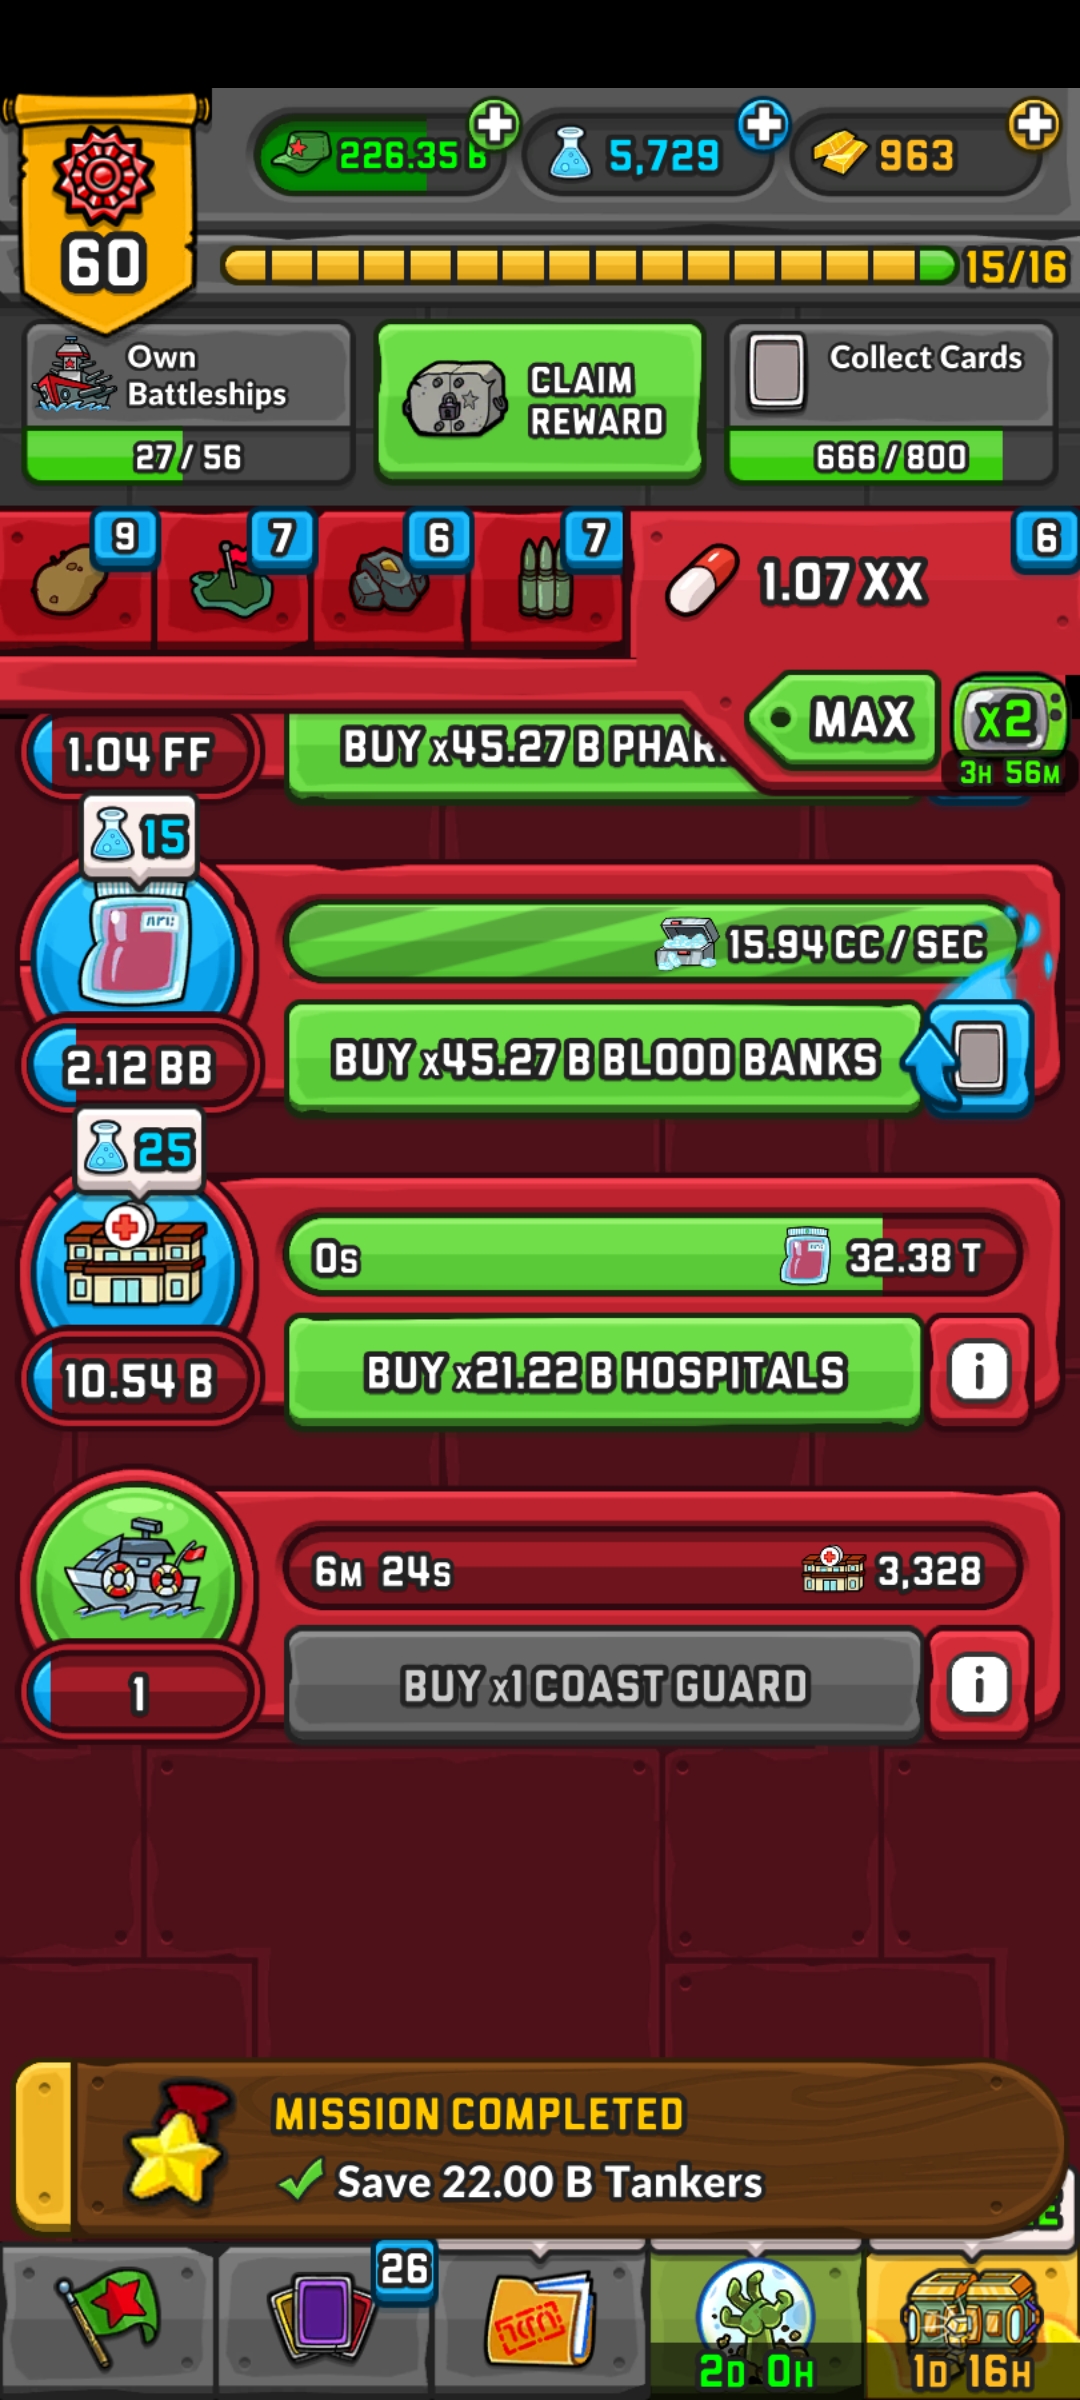 226.35 B
5,729
963
60
15/16
Own
Battleships
27/56
CLAIM
REWARD
Collect Cards
666/800
9
7
6
7
6
1.07 XX
MAX
x2
3H 56M
1.04 FF
BUY x45.27 B PHAR
15
15.94 CC / SEC
2.12 BB
BUY x45.27 B BLOOD BANKS
25
0s
32.38 T
10.54 B
BUY x21.22 B HOSPITALS
i
6M 24s
3,328
1
BUY x1 COAST GUARD
i
MISSION COMPLETED
Save 22.00 B Tankers
26
2D 0H
1D 16H